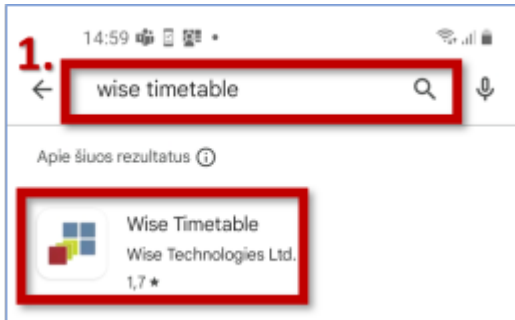 14:59
1.
wise timetable
Apie šiuos rezultatus
Wise Timetable
Wise Technologies Ltd.
1,7 ★